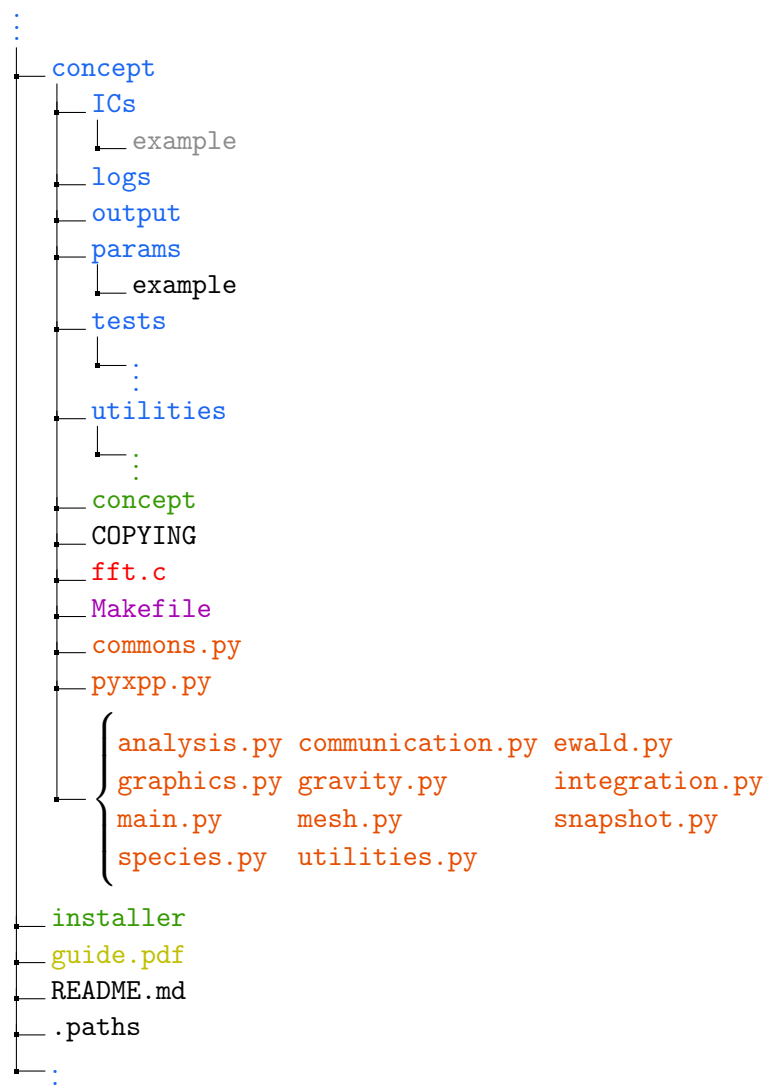 concept
ICs
example
logs
output
params
example
tests
utilities
concept
COPYING
fft.c
Makefile
commons.py
pyxpp.py
analysis.py communication.py ewald.py
graphics.py gravity.py integration.py
main.py mesh.py snapshot.py
species.py utilities.py
installer
guide.pdf
README.md
.paths